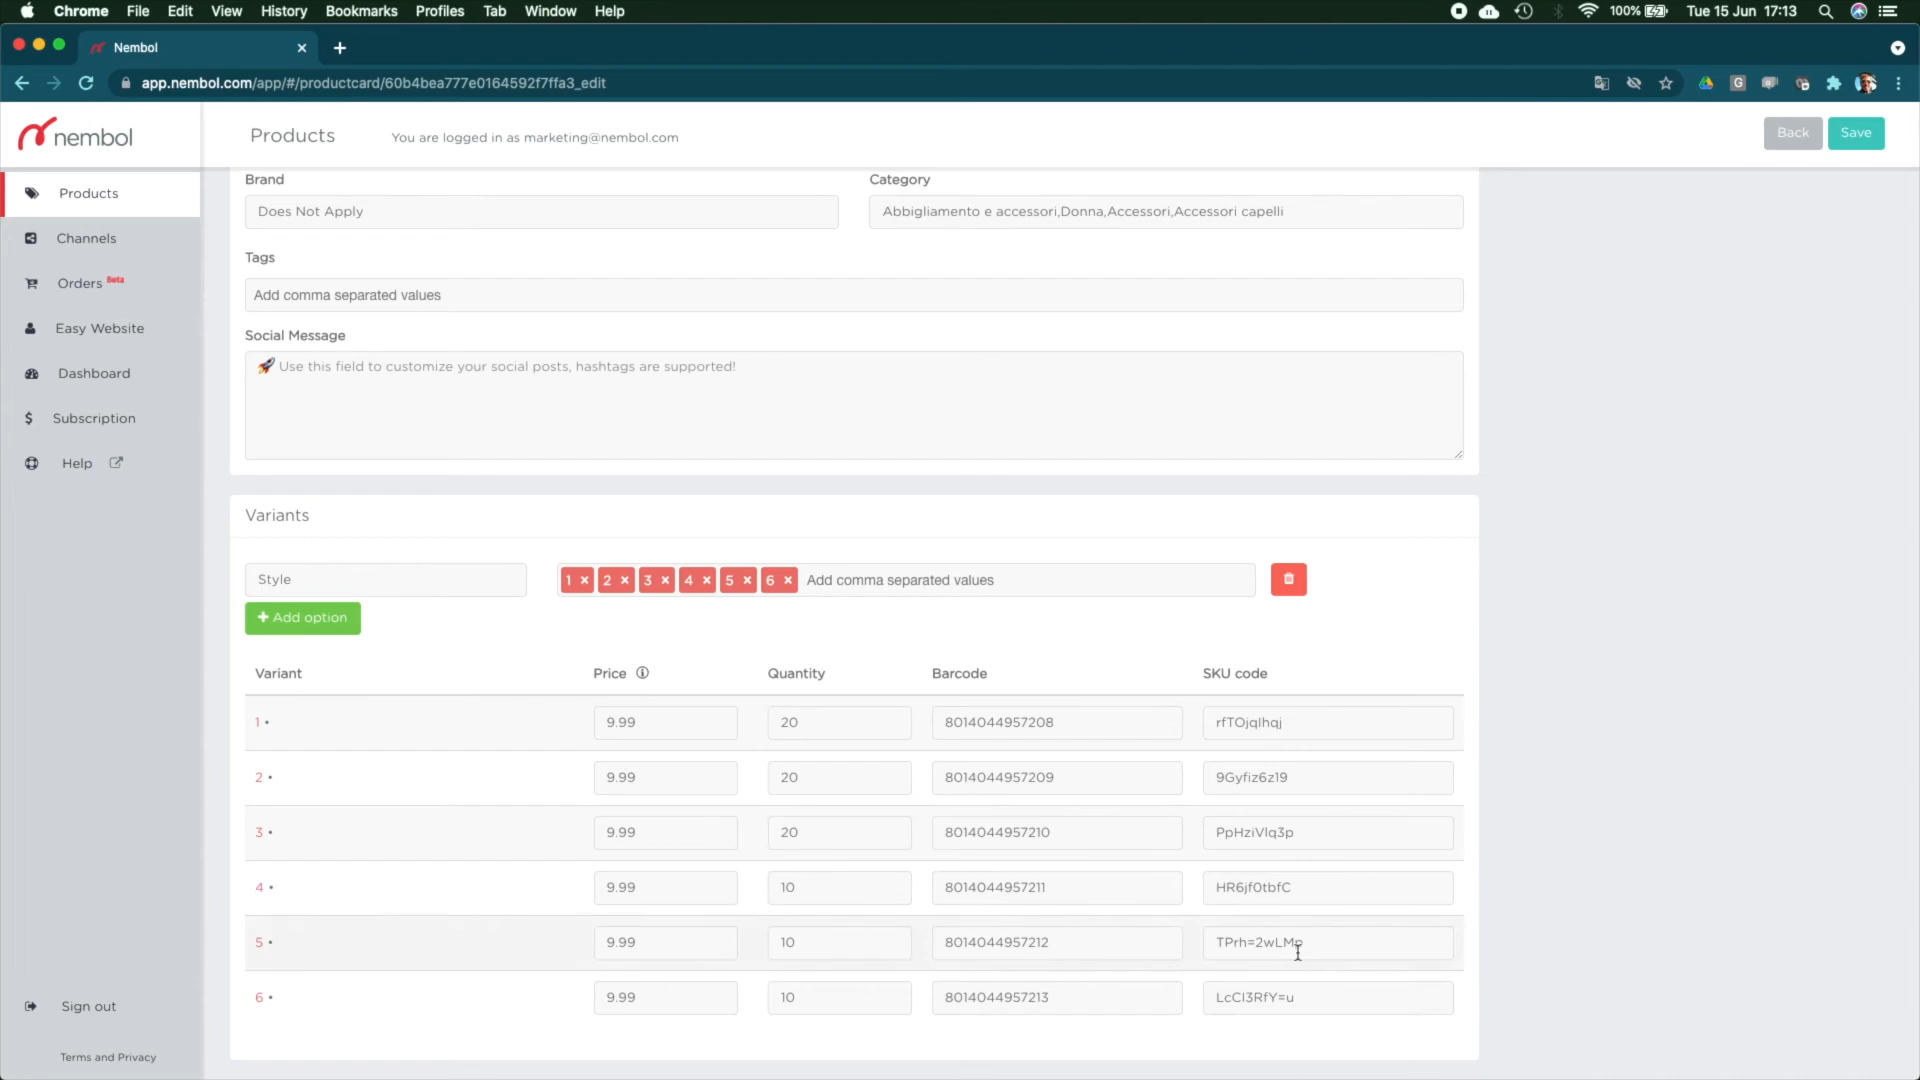 Chrome File Edit View History Bookmarks Profiles Tab Window Help 100% Tue 15 Jun 17:13
Nembol
app.nembol.com/app/#/productcard/60b4bea777e0164592f7ffa3_edit
nembol
Products You are logged in as marketing@nembol.com Back Save
Products
Channels
Orders Beta
Easy Website
Dashboard
$ Subscription
Help
Sign out
Terms and Privacy
Brand Category
Does Not Apply Abbigliamento e accessori,Donna,Accessori,Accessori capelli
Tags
Add comma separated values
Social Message
🚀 Use this field to customize your social posts, hashtags are supported!
Variants
Style 1 × 2 × 3 × 4 × 5 × 6 × Add comma separated values
+ Add option
Variant Price Quantity Barcode SKU code
1 • 9.99 20 8014044957208 rfTOjqlhqj
2 • 9.99 20 8014044957209 9Gyfiz6z19
3 • 9.99 20 8014044957210 PpHziVlq3p
4 • 9.99 10 8014044957211 HR6jf0tbfC
5 • 9.99 10 8014044957212
6 • 9.99 10 8014044957213 LcCl3RfY=u